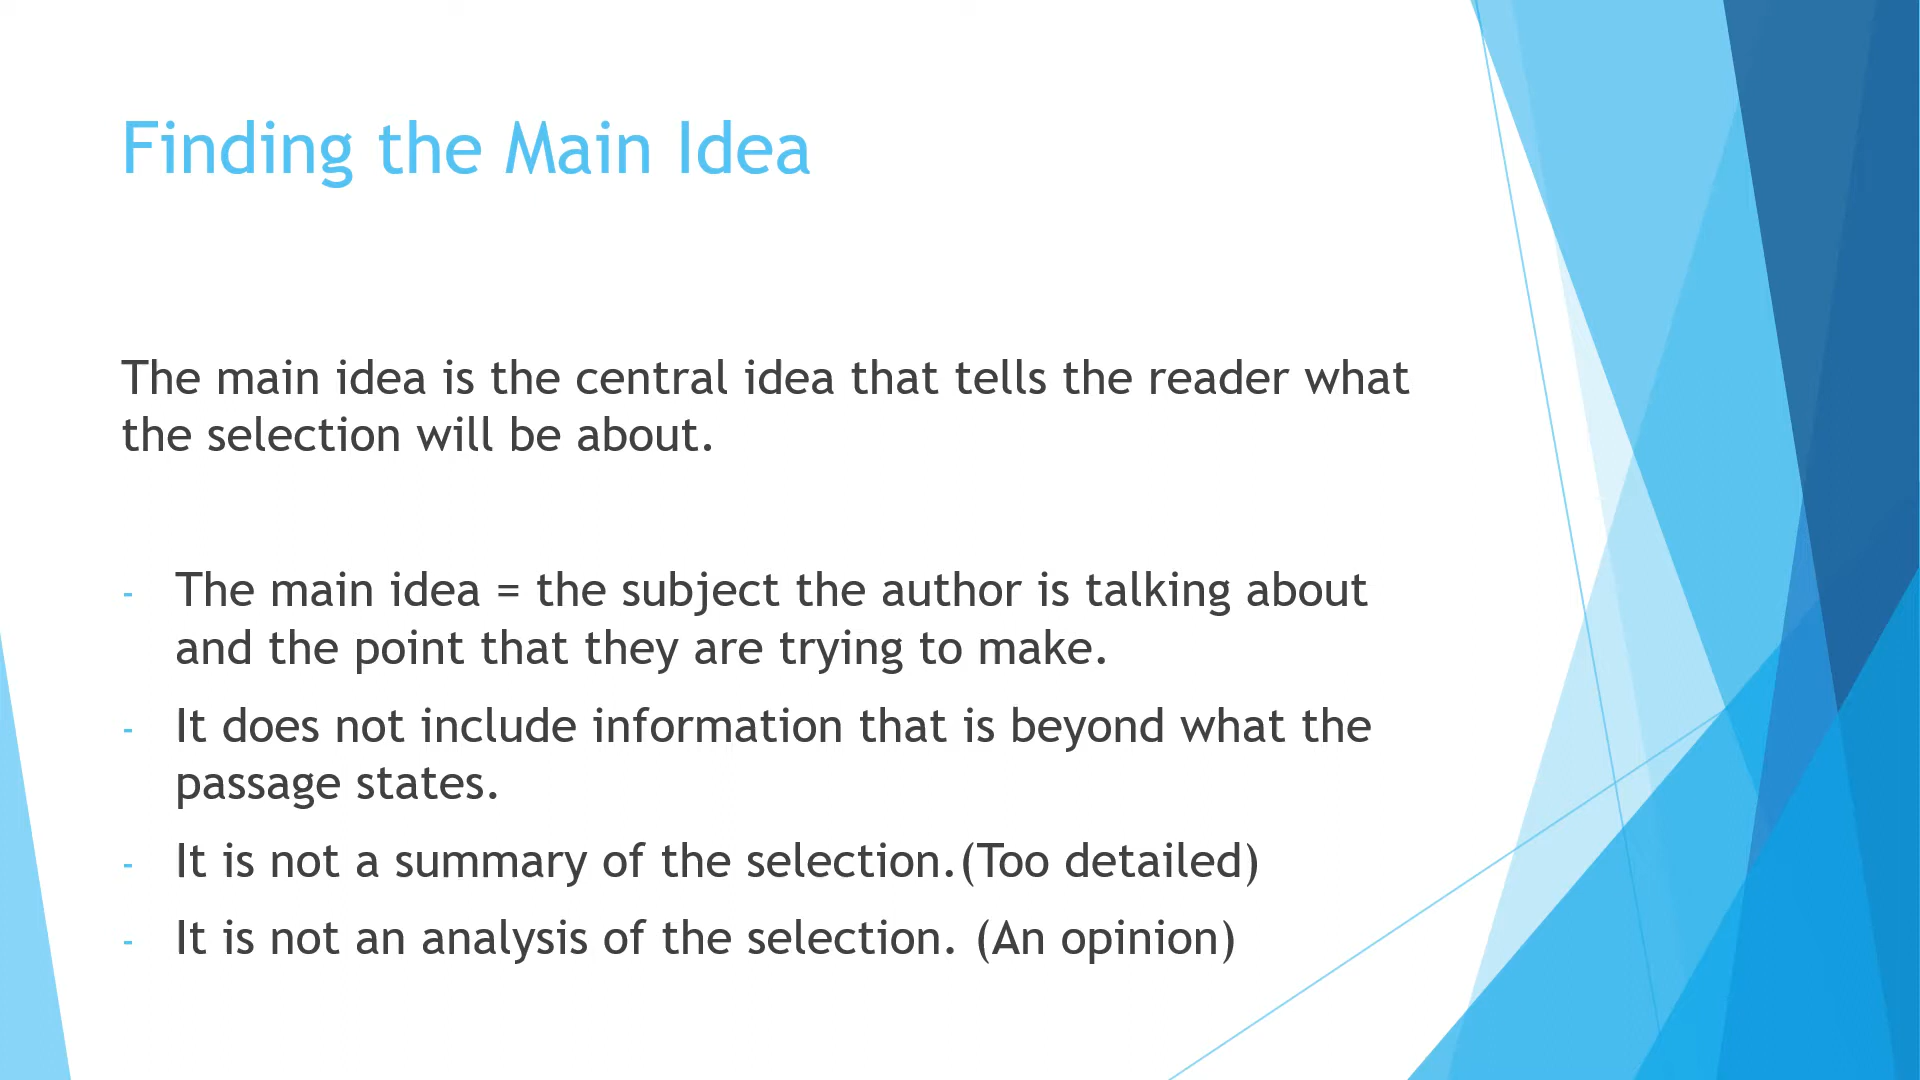 Finding the Main Idea
The main idea is the central idea that tells the reader what
the selection will be about.
- The main idea = the subject the author is talking about
and the point that they are trying to make.
- It does not include information that is beyond what the
passage states.
- It is not a summary of the selection.(Too detailed)
- It is not an analysis of the selection. (An opinion)